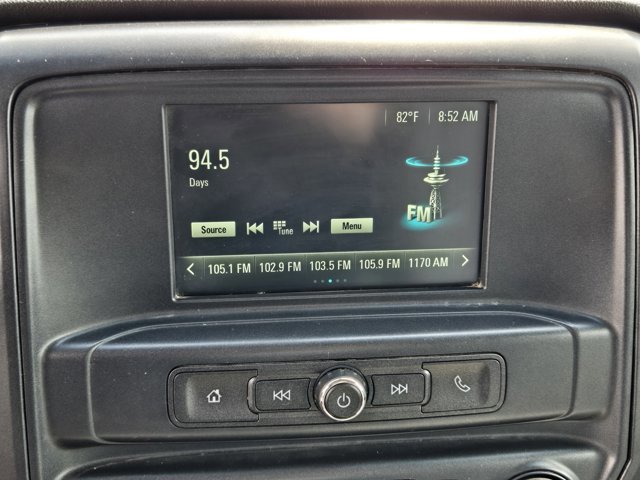 82°F 8:52 AM
94.5
Days
FM
Source Tune Menu
105.1 FM 102.9 FM 103.5 FM 105.9 FM 1170 AM